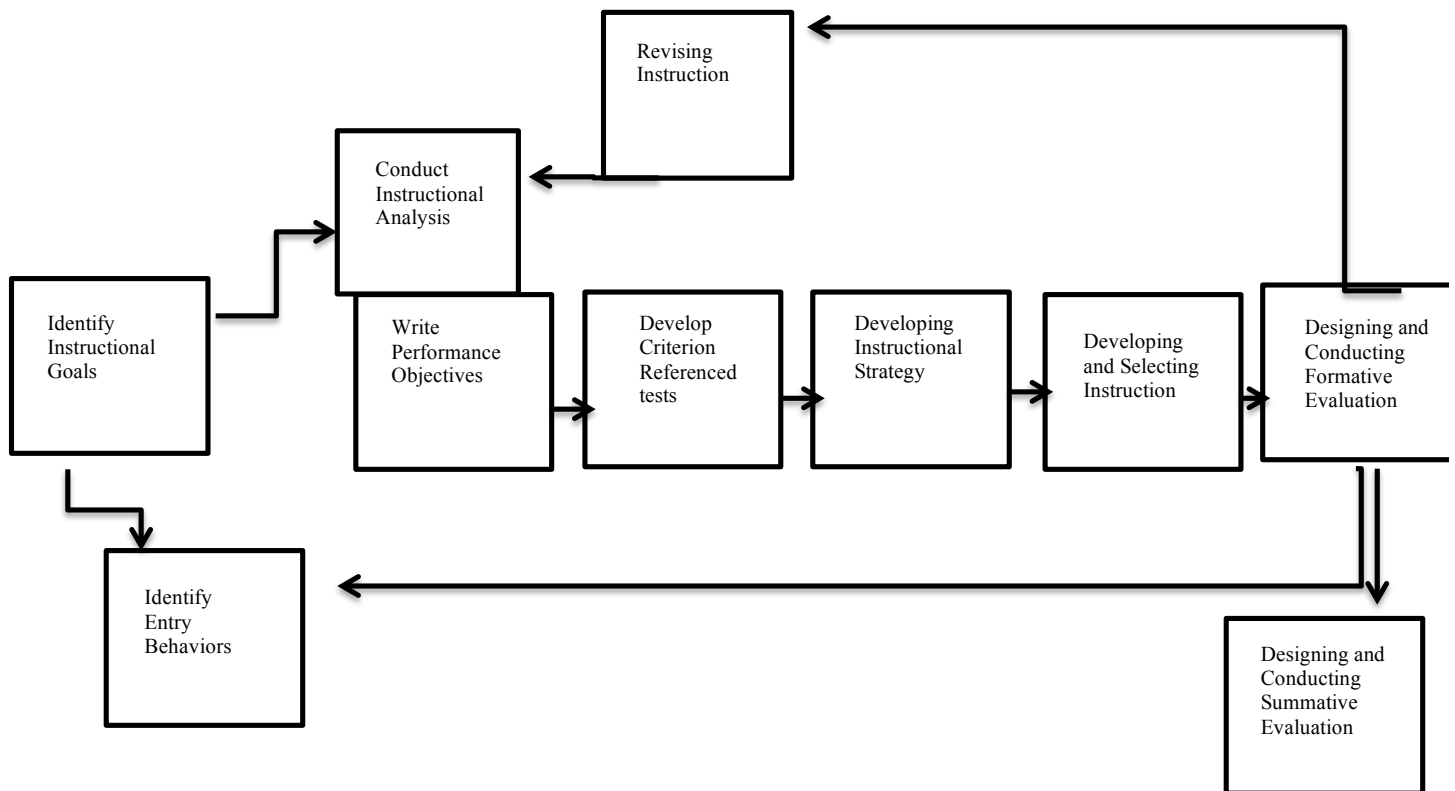 Revising
Instruction
Conduct
Instructional
Analysis
Identify
Instructional
Goals
Write
Performance
Objectives
Develop
Criterion
Referenced
tests
Developing
Instructional
Strategy
Developing
and Selecting
Instruction
Designing and
Conducting
Formative
Evaluation
Identify
Entry
Behaviors
Designing and
Conducting
Summative
Evaluation